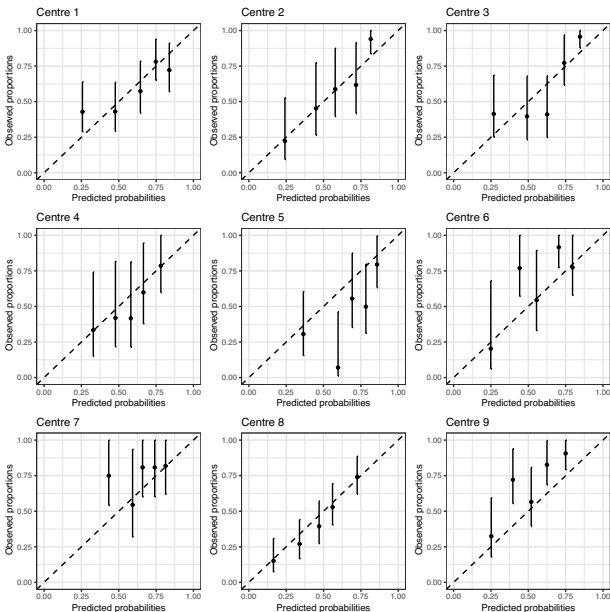 Centre 1 Centre 2 Centre 3
1.00 1.00 1.00
0.75 0.75 0.75
0.50 0.50 0.50
0.25 0.25 0.25
0.00 0.00 0.00
Observed proportions Observed proportions Observed proportions
0.00 0.25 0.50 0.75 1.00 0.00 0.25 0.50 0.75 1.00 0.00 0.25 0.50 0.75 1.00
Predicted probabilities Predicted probabilities Predicted probabilities
Centre 4 Centre 5 Centre 6
1.00 1.00 1.00
0.75 0.75 0.75
0.50 0.50 0.50
0.25 0.25 0.25
0.00 0.00 0.00
Observed proportions Observed proportions Observed proportions
0.00 0.25 0.50 0.75 1.00 0.00 0.25 0.50 0.75 1.00 0.00 0.25 0.50 0.75 1.00
Predicted probabilities Predicted probabilities Predicted probabilities
Centre 7 Centre 8 Centre 9
1.00 1.00 1.00
0.75 0.75 0.75
0.50 0.50 0.50
0.25 0.25 0.25
0.00 0.00 0.00
Observed proportions Observed proportions Observed proportions
0.00 0.25 0.50 0.75 1.00 0.00 0.25 0.50 0.75 1.00 0.00 0.25 0.50 0.75 1.00
Predicted probabilities Predicted probabilities Predicted probabilities